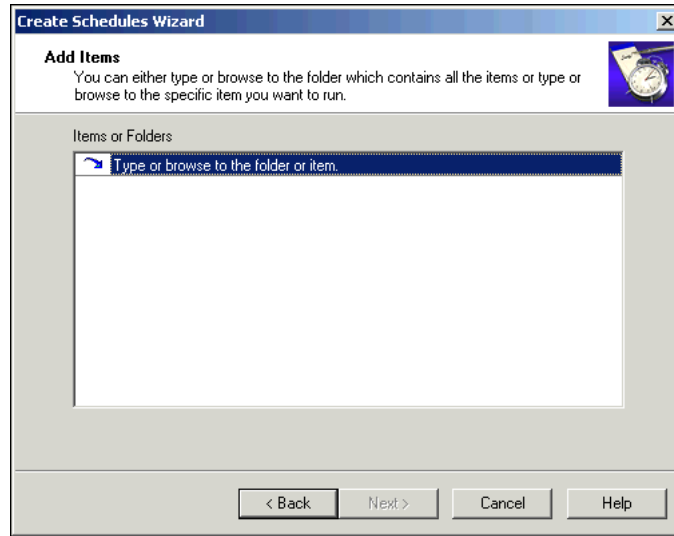 Create Schedules Wizard
Add Items
You can either type or browse to the folder which contains all the items or type or
browse to the specific item you want to run.
Items or Folders
Type or browse to the folder or item.
< Back Next > Cancel Help